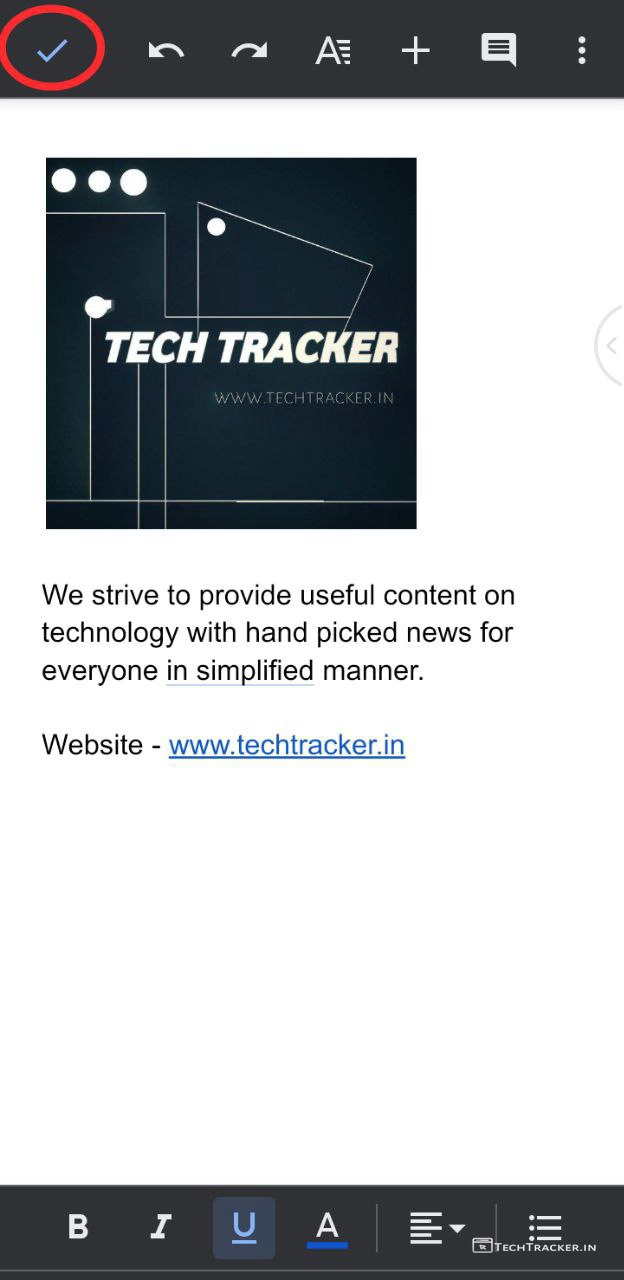 TECH TRACKER
WWW.TECHTRACKER.IN
We strive to provide useful content on
technology with hand picked news for
everyone in simplified manner.
Website - www.techtracker.in
B I U A
TECHTRACKER.IN